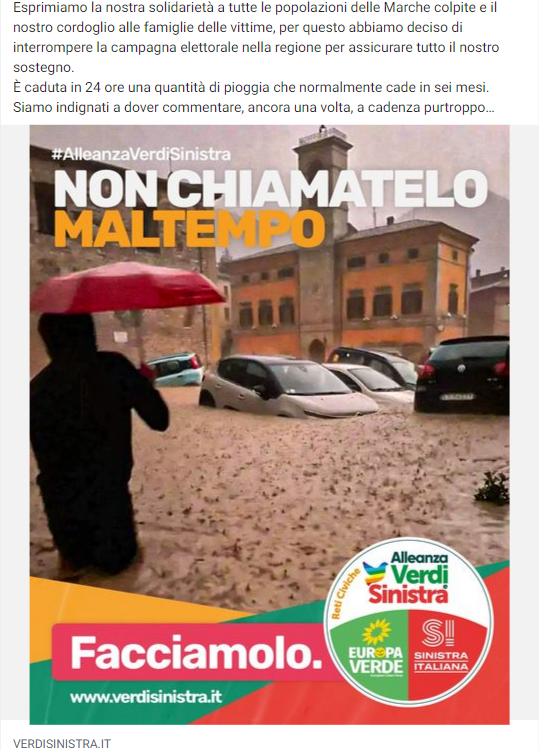 Esprimiamo la nostra solidarietà a tutte le popolazioni delle Marche colpite e il
nostro cordoglio alle famiglie delle vittime, per questo abbiamo deciso di
interrompere la campagna elettorale nella regione per assicurare tutto il nostro
sostegno.
È caduta in 24 ore una quantità di pioggia che normalmente cade in sei mesi.
Siamo indignati a dover commentare, ancora una volta, a cadenza purtroppo...
#AlleanzaVerdiSinistra
NON CHIAMATELO
MALTEMPO
Alleanza
Verdi
Sinistra
Reti Civiche
EUROPA
VERDE
SI
SINISTRA
ITALIANA
Facciamolo.
www.verdisinistra.it
VERDISINISTRA.IT